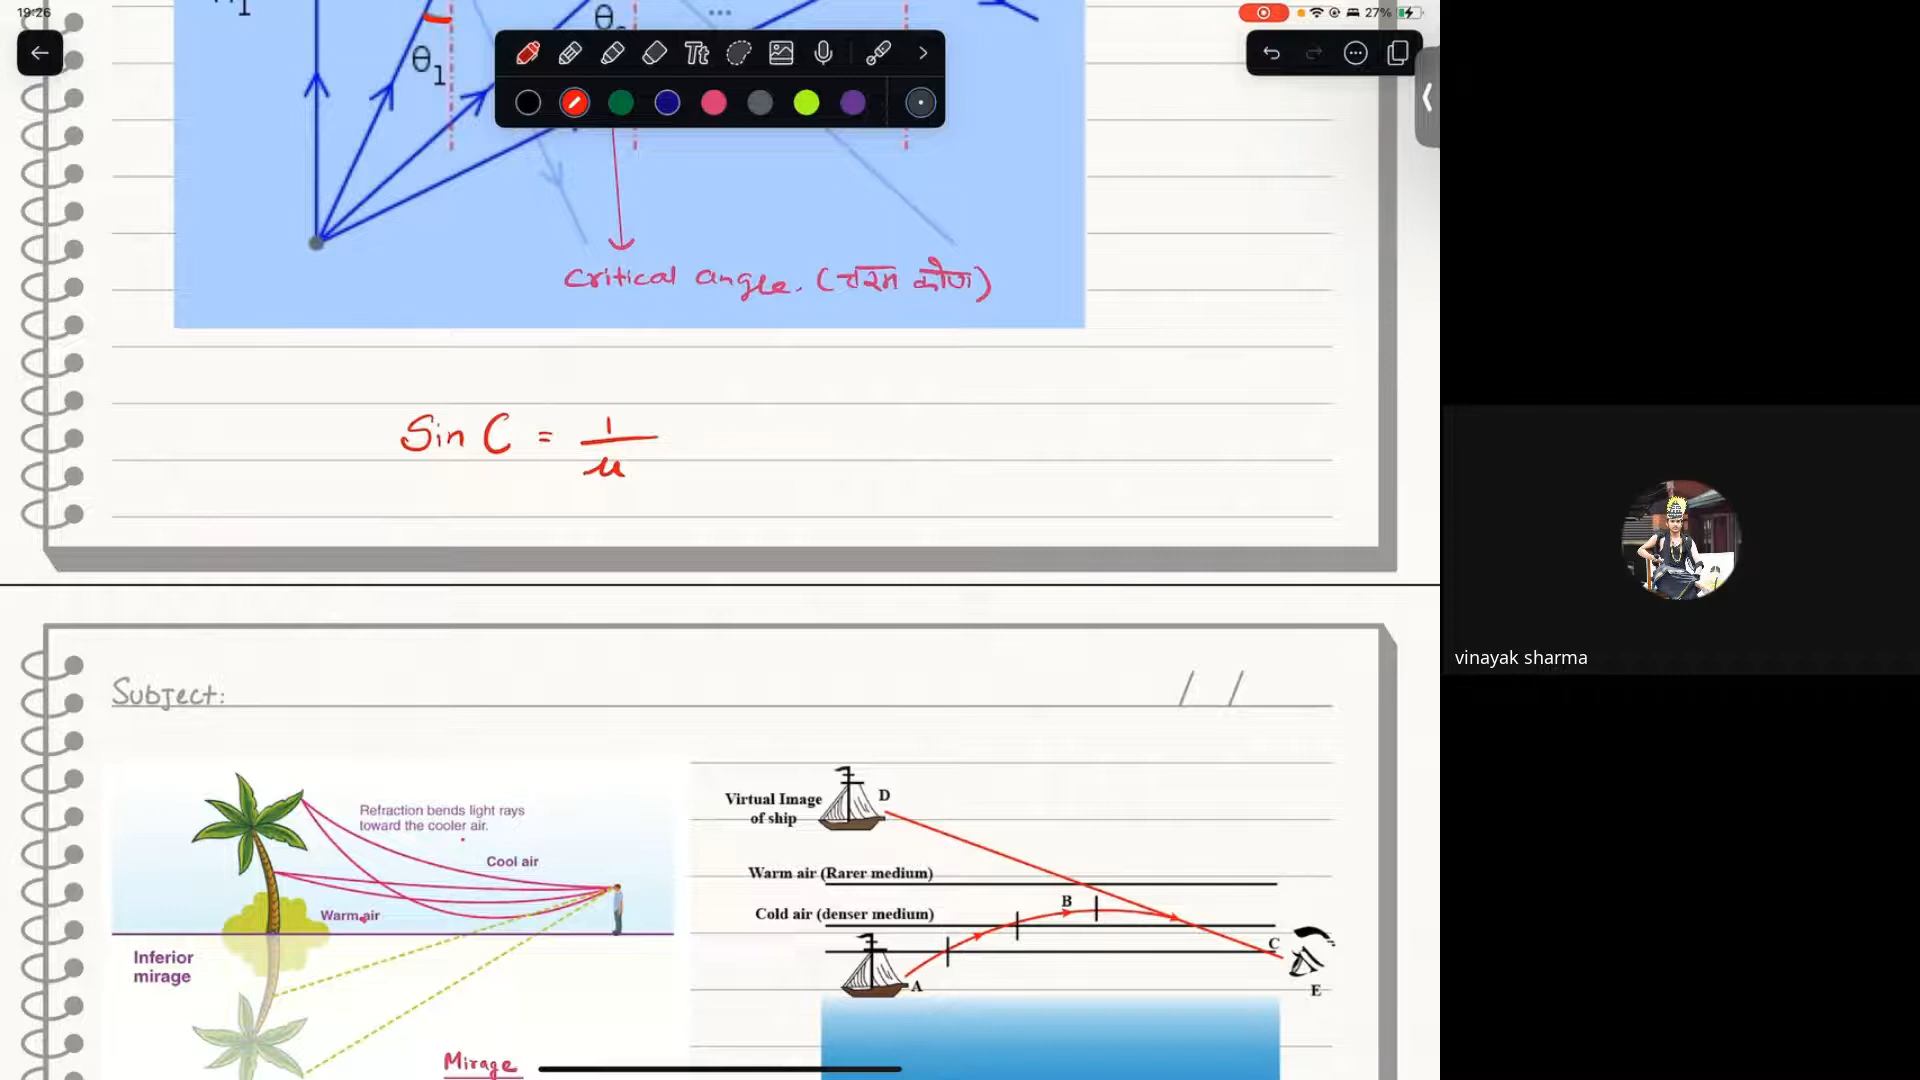 19:26
27%
θ
θ1
Tt
Critical angle. (चरम कोण)
Sin C = 1/μ
vinayak sharma
Subject:
/ /
Refraction bends light rays
toward the cooler air.
Cool air
Warm air
Inferior
mirage
Mirage
Virtual Image
of ship
D
Warm air (Rarer medium)
Cold air (denser medium)
B
C
A
E